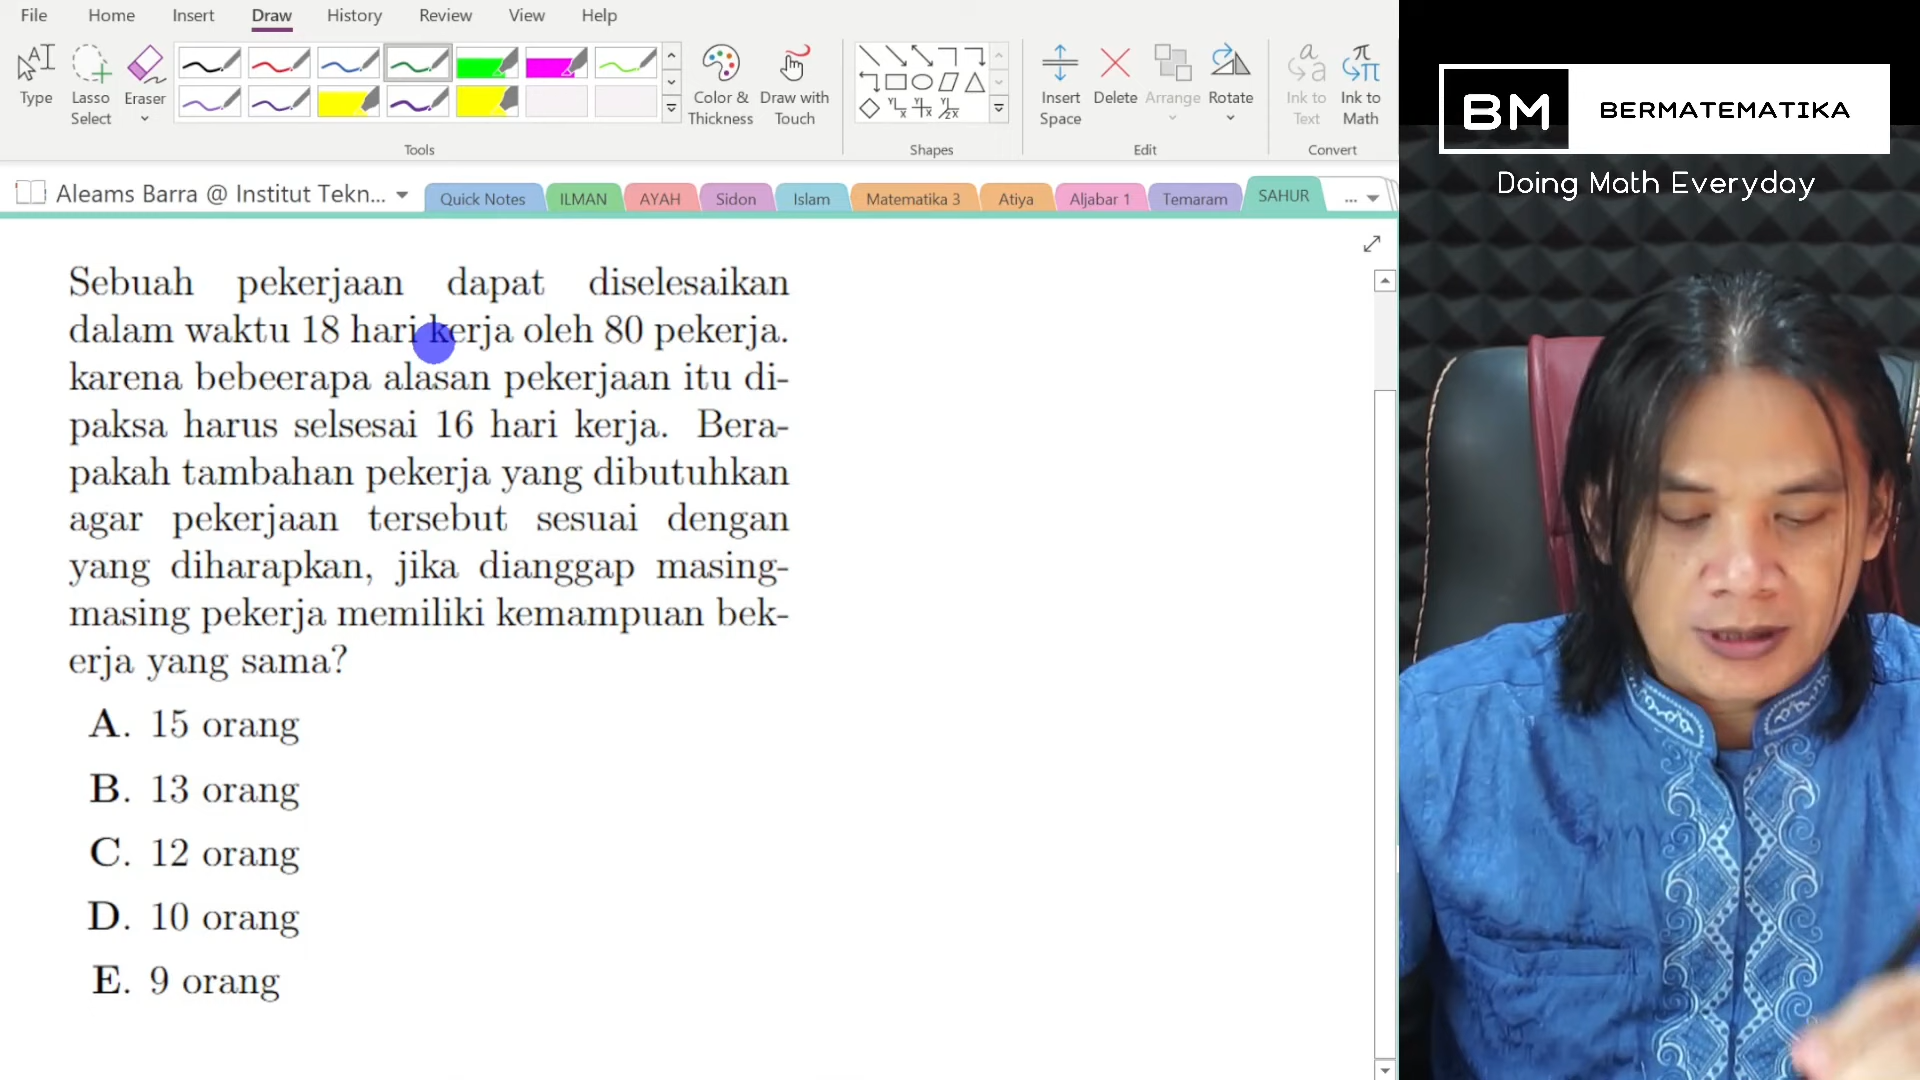 File Home Insert Draw History Review View Help
Type
Lasso Select
Eraser
Color & Thickness
Draw with Touch
Insert Space
Delete
Arrange
Rotate
Ink to Text
Ink to Math
Tools Shapes Edit Convert
Aleams Barra @ Institut Tekn... Quick Notes ILMAN AYAH Sidon Islam Matematika 3 Atiya Aljabar 1 Temaram SAHUR ...
Sebuah pekerjaan dapat diselesaikan
dalam waktu 18 hari kerja oleh 80 pekerja.
karena bebeerapa alasan pekerjaan itu di-
paksa harus selsesai 16 hari kerja. Bera-
pakah tambahan pekerja yang dibutuhkan
agar pekerjaan tersebut sesuai dengan
yang diharapkan, jika dianggap masing-
masing pekerja memiliki kemampuan bek-
erja yang sama?
A. 15 orang
B. 13 orang
C. 12 orang
D. 10 orang
E. 9 orang
BM BERMATEMATIKA
Doing Math Everyday